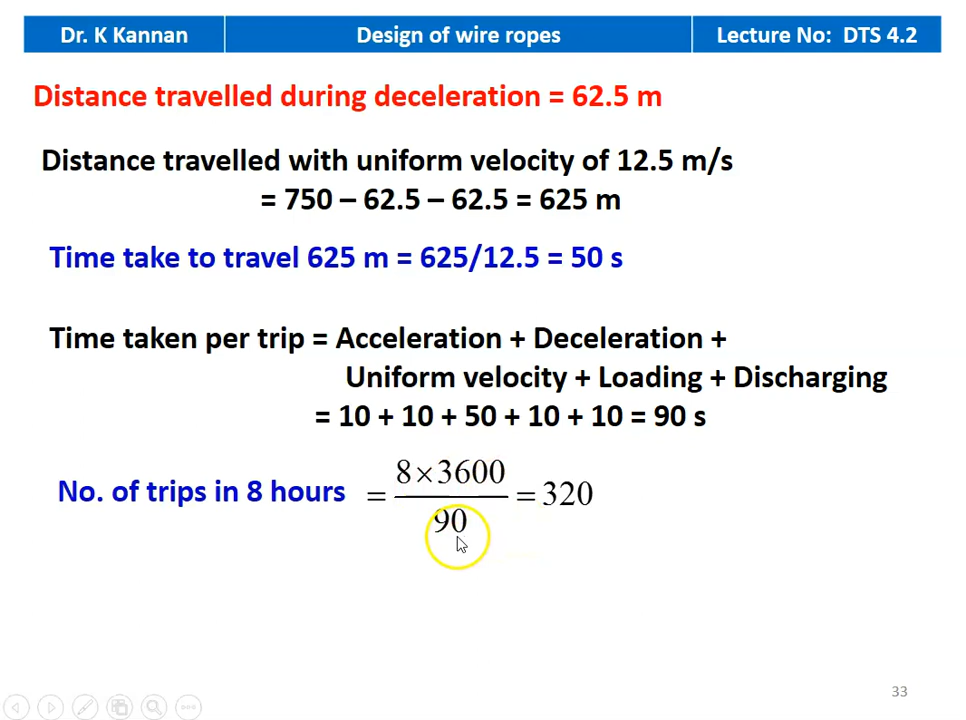 Dr. K Kannan Design of wire ropes Lecture No: DTS 4.2
Distance travelled during deceleration = 62.5 m
Distance travelled with uniform velocity of 12.5 m/s
= 750 – 62.5 – 62.5 = 625 m
Time take to travel 625 m = 625/12.5 = 50 s
Time taken per trip = Acceleration + Deceleration +
Uniform velocity + Loading + Discharging
= 10 + 10 + 50 + 10 + 10 = 90 s
No. of trips in 8 hours = 8 × 3600 / 90 = 320
33